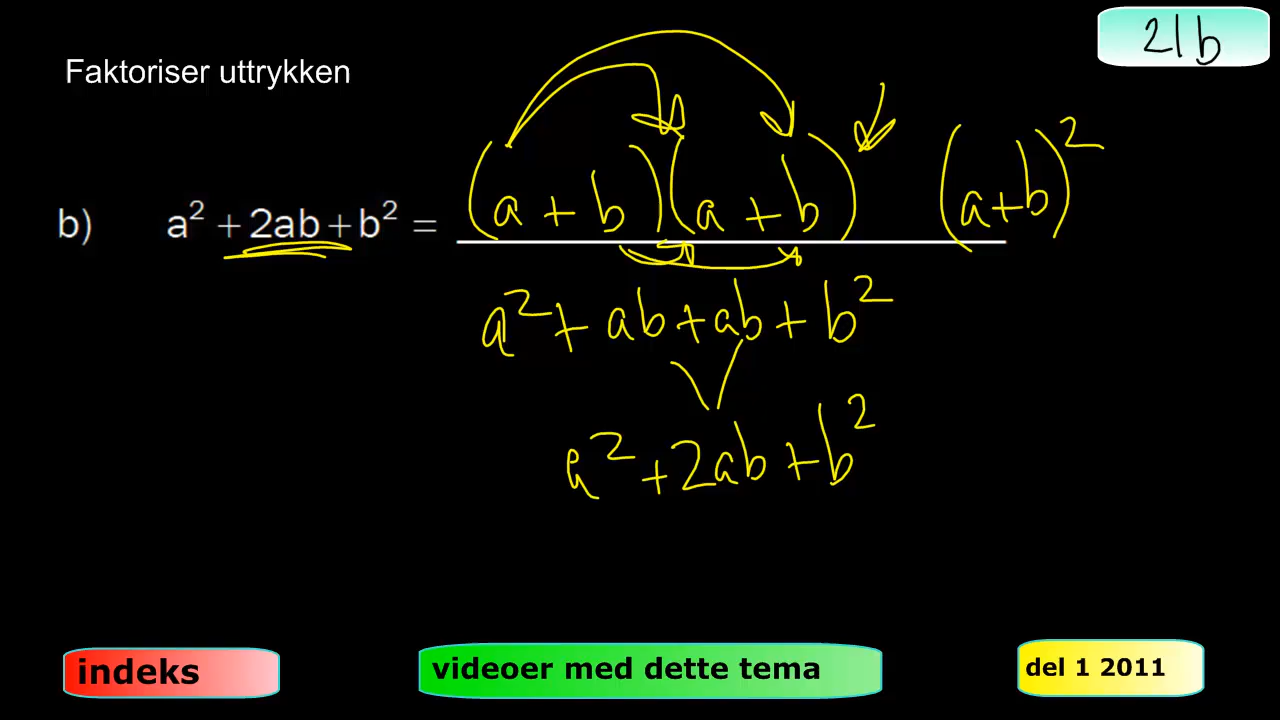 21b
Faktoriser uttrykken
b) a² + 2ab + b² = (a + b)(a + b) (a+b)²
a² + ab + ab + b²
a² + 2ab + b²
indeks
videoer med dette tema
del 1 2011